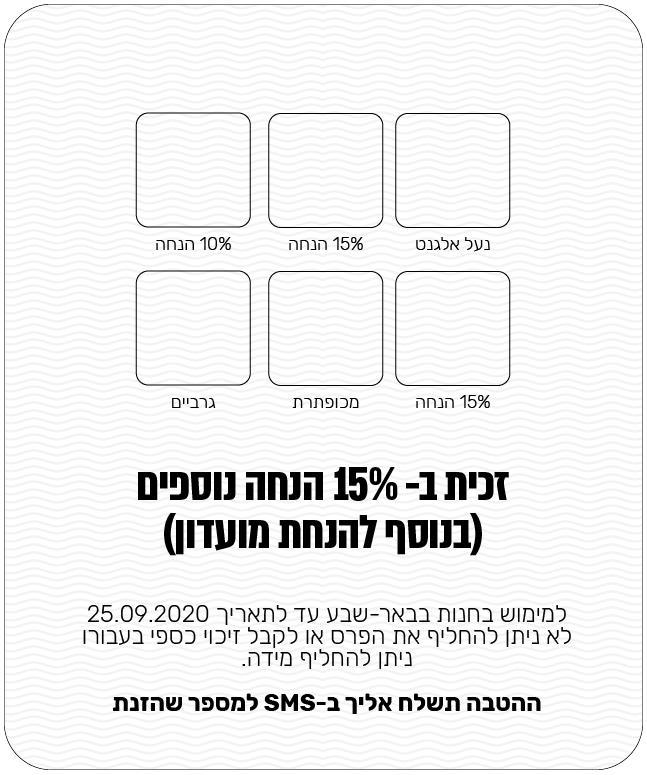 נעל אלגנט
15% הנחה
10% הנחה
15% הנחה
מכופתרת
גרביים
זכית ב- 15% הנחה נוספים
(בנוסף להנחת מועדון)
למימוש בחנות בבאר-שבע עד לתאריך 25.09.2020
לא ניתן להחליף את הפרס או לקבל זיכוי כספי בעבורו
ניתן להחליף מידה.
ההטבה תשלח אליך ב-SMS למספר שהזנת